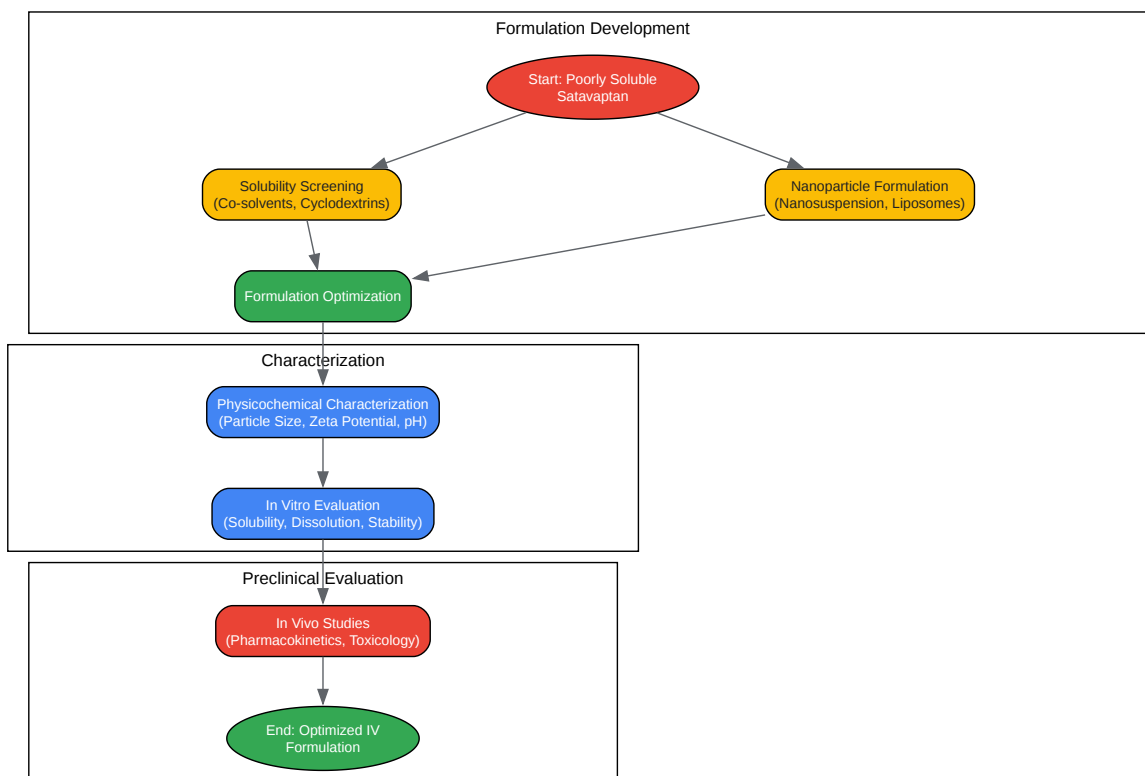 Formulation Development
Start: Poorly Soluble
Satavaptan
Solubility Screening
(Co-solvents, Cyclodextrins)
Nanoparticle Formulation
(Nanosuspension, Liposomes)
Formulation Optimization
Characterization
Physicochemical Characterization
(Particle Size, Zeta Potential, pH)
In Vitro Evaluation
(Solubility, Dissolution, Stability)
Preclinical Evaluation
In Vivo Studies
(Pharmacokinetics, Toxicology)
End: Optimized IV
Formulation